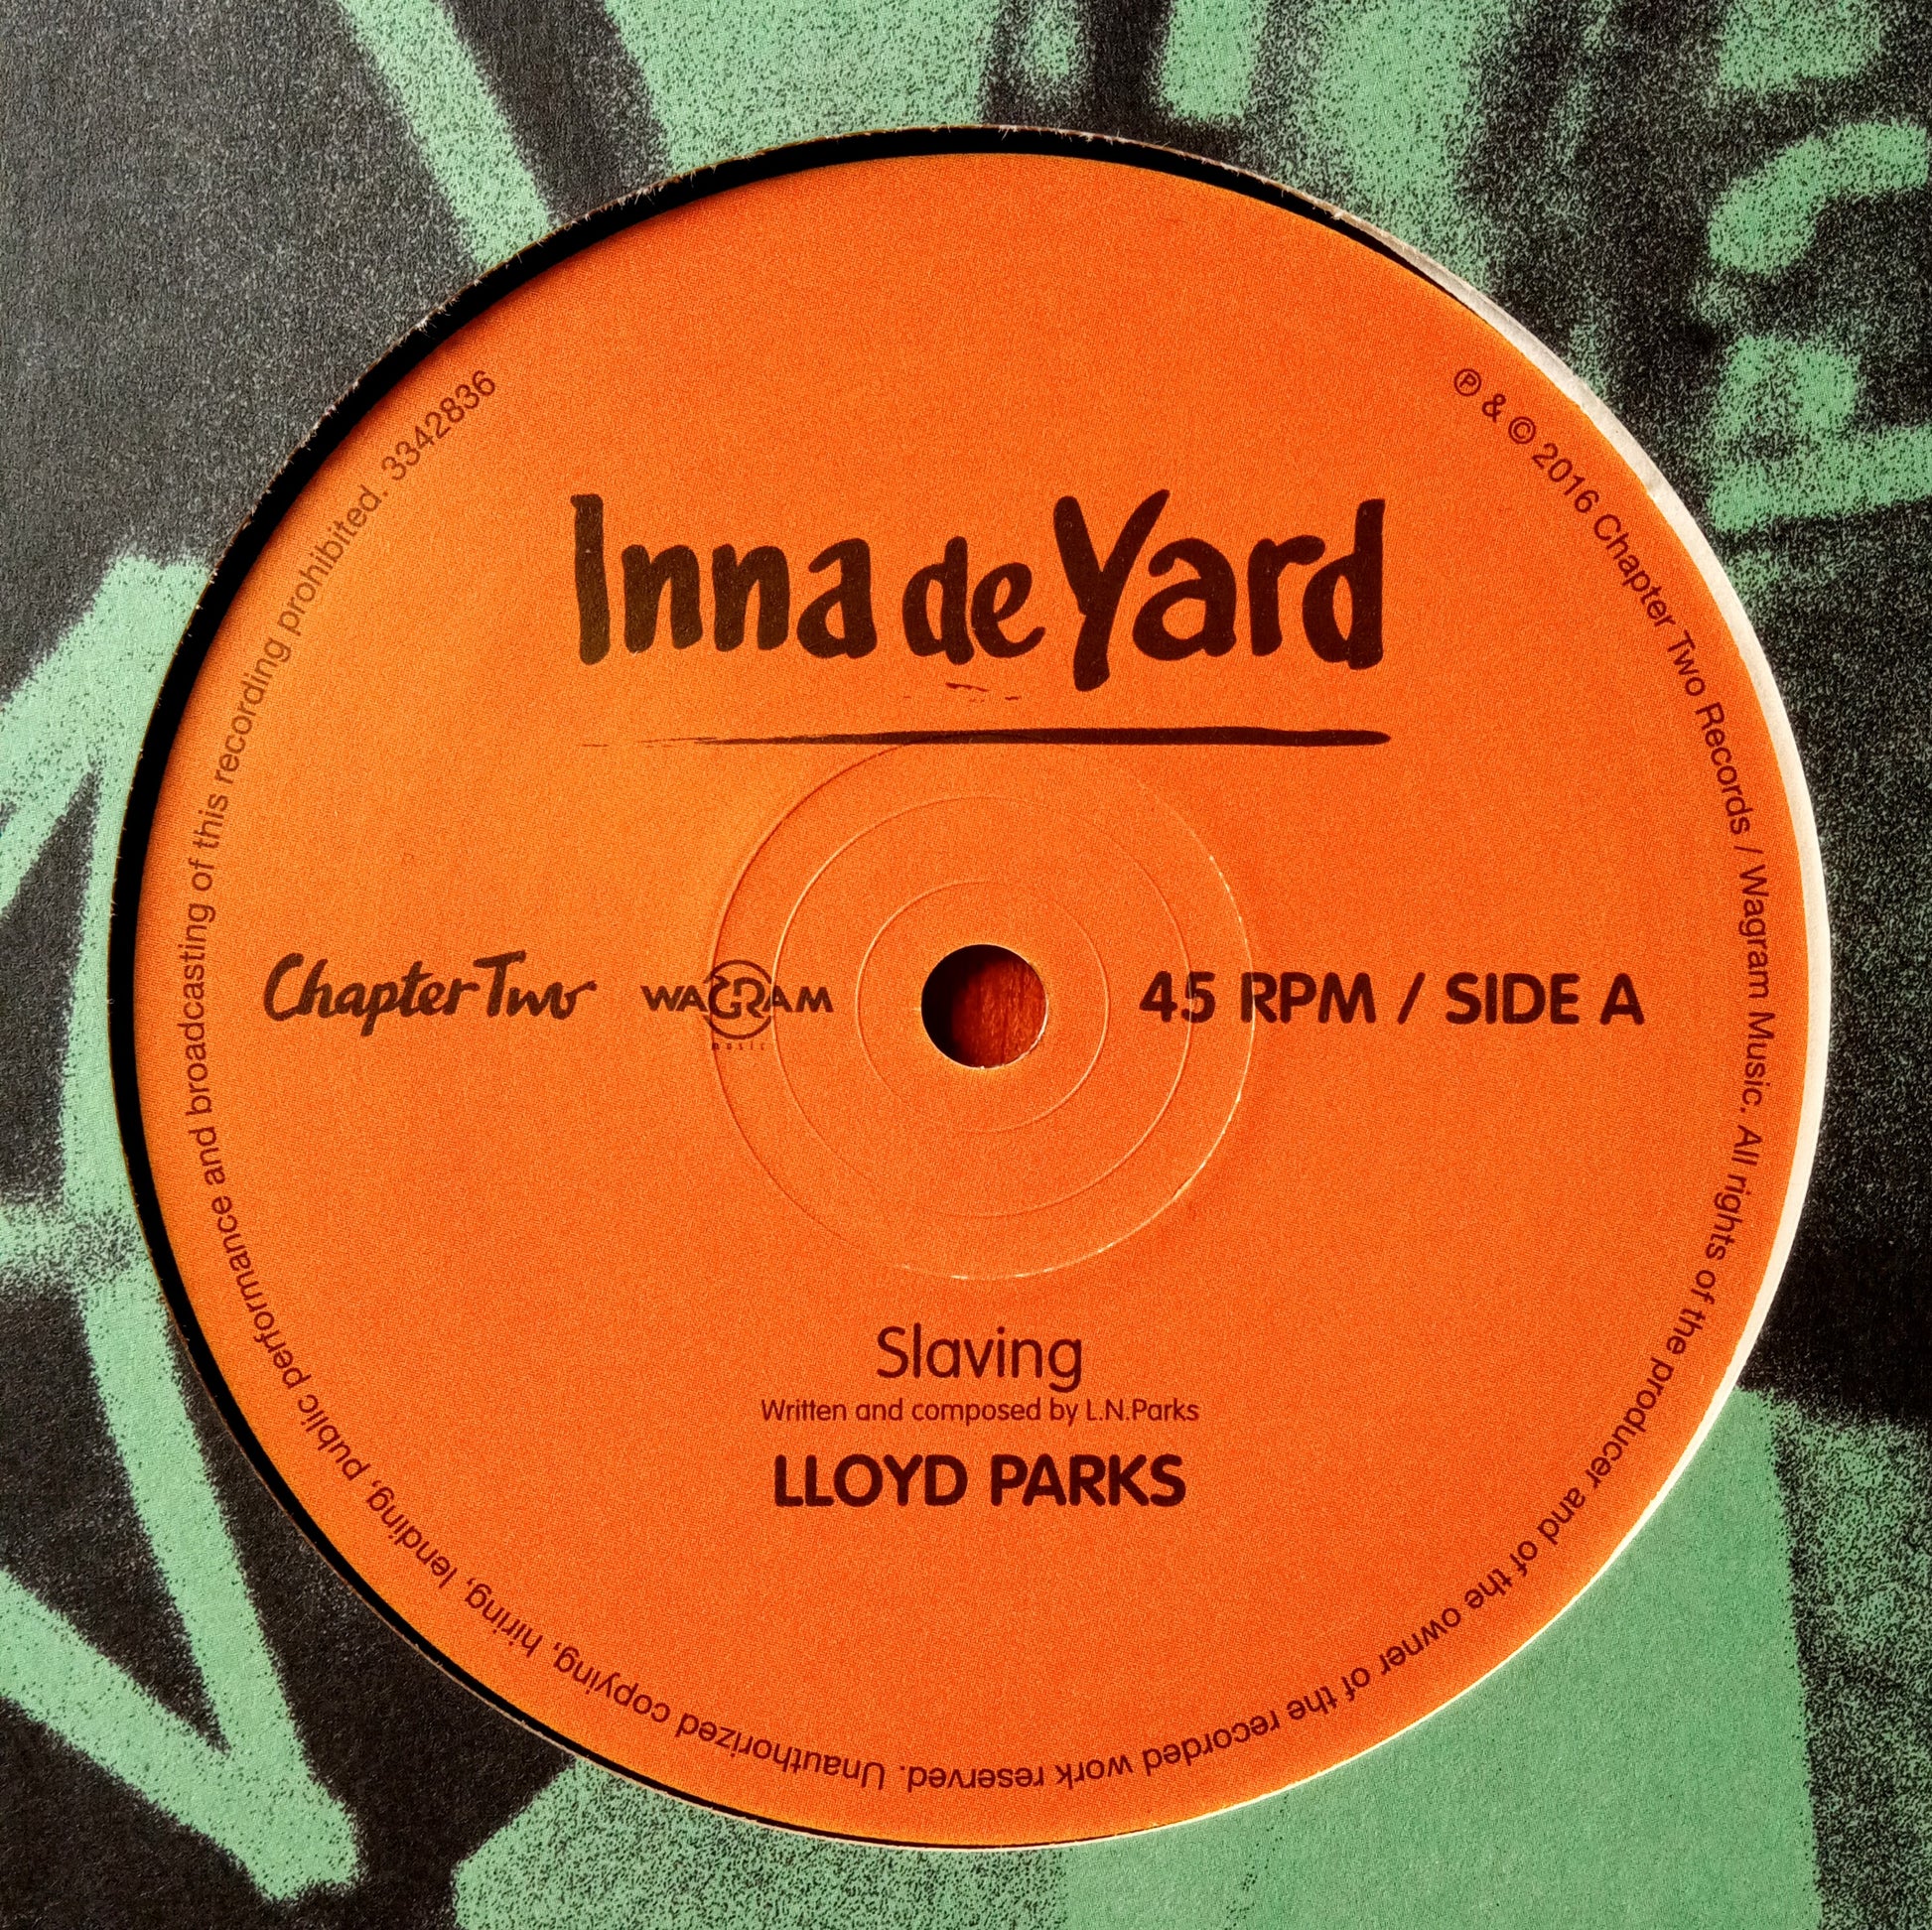 Inna de Yard
Chapter Two
WAGRAM
music
45 RPM / SIDE A
Slaving
Written and composed by L.N.Parks
LLOYD PARKS
℗ & © 2016 Chapter Two Records / Wagram Music. All rights of the producer and of the owner of the recorded work reserved. Unauthorized copying, hiring, lending, public performance and broadcasting of this recording prohibited. 3342836